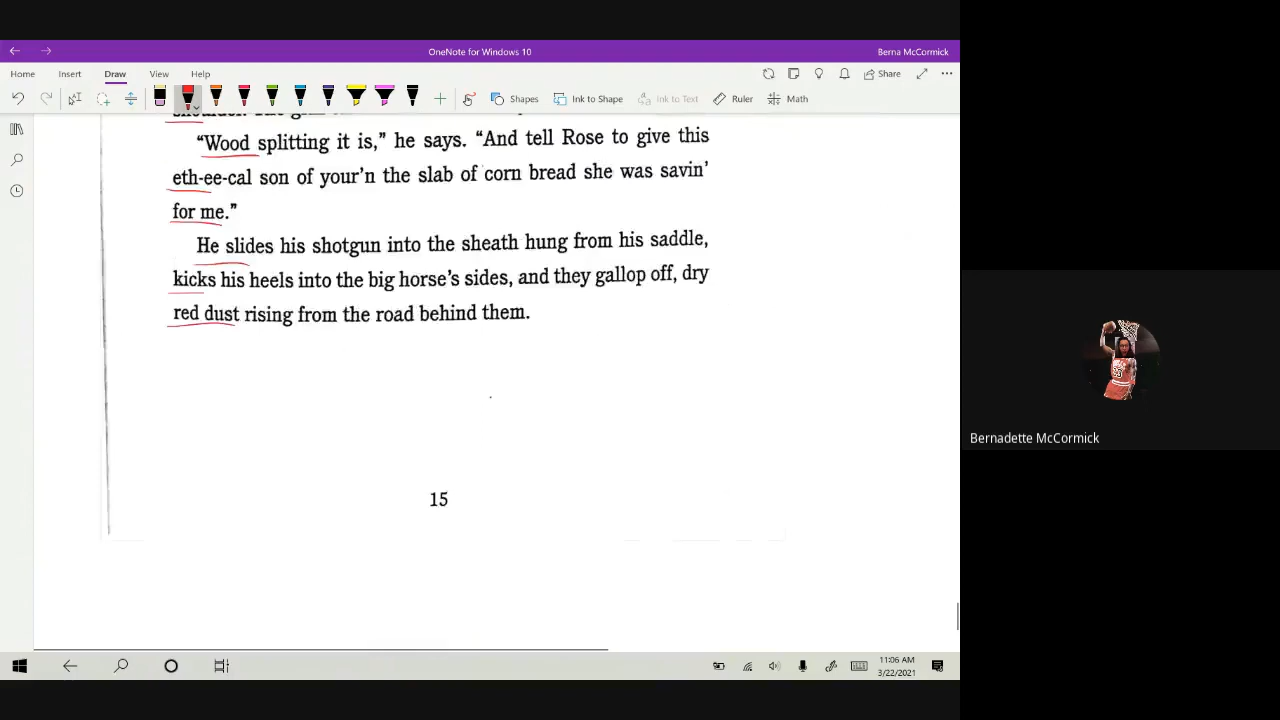 OneNote for Windows 10
Berna McCormick
Home Insert Draw View Help
Share
Shapes Ink to Shape Ink to Text Ruler Math
“Wood splitting it is,” he says. “And tell Rose to give this
eth-ee-cal son of your’n the slab of corn bread she was savin’
for me.”
He slides his shotgun into the sheath hung from his saddle,
kicks his heels into the big horse’s sides, and they gallop off, dry
red dust rising from the road behind them.
15
Bernadette McCormick
11:06 AM
3/22/2021